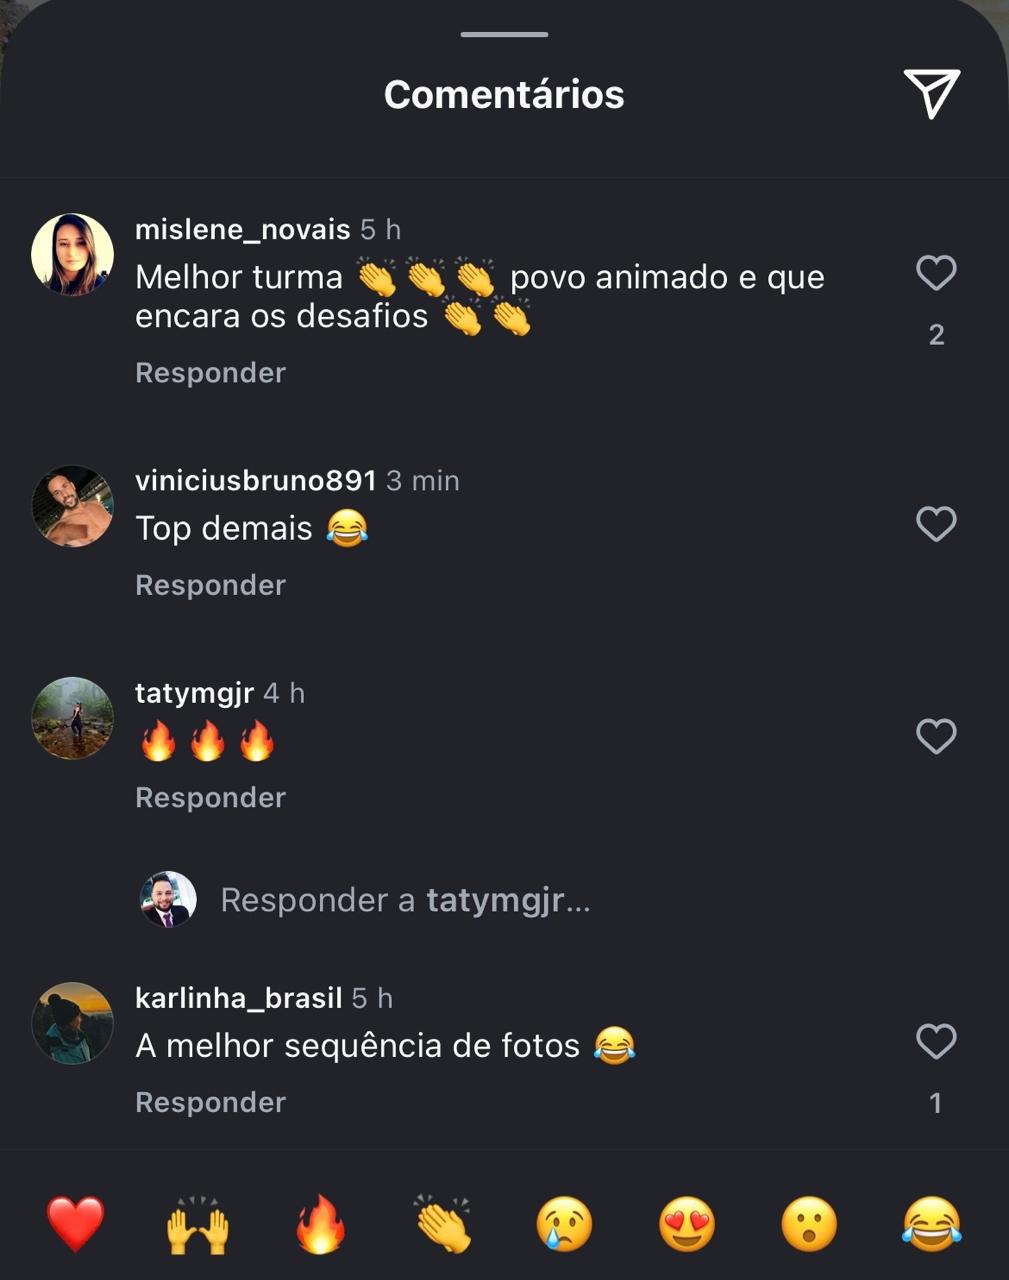 Comentários
mislene_novais 5 h
Melhor turma 👏👏👏 povo animado e que
encara os desafios 👏👏
2
Responder
viniciusbruno891 3 min
Top demais 😂
Responder
tatymgjr 4 h
🔥🔥🔥
Responder
Responder a tatymgjr...
karlinha_brasil 5 h
A melhor sequência de fotos 😂
Responder
1